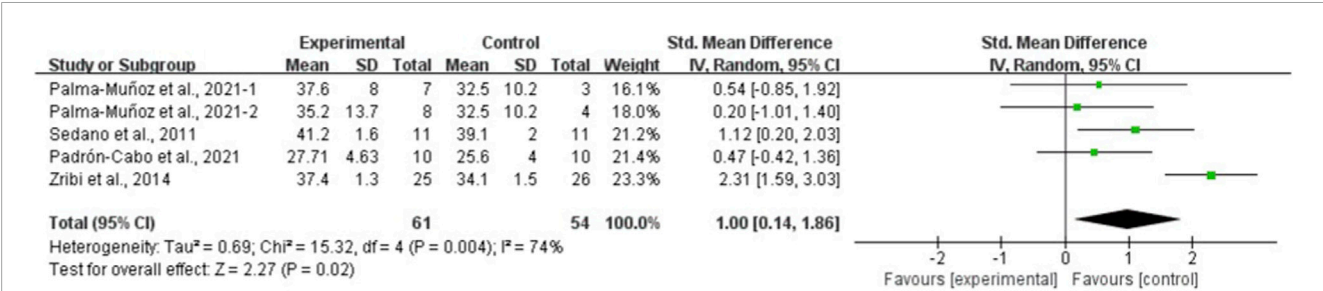 Experimental Control Std. Mean Difference Std. Mean Difference
Study or Subgroup Mean SD Total Mean SD Total Weight IV, Random, 95% CI IV, Random, 95% CI
Palma-Muñoz et al., 2021-1 37.6 8 7 32.5 10.2 3 16.1% 0.54 [-0.85, 1.92]
Palma-Muñoz et al., 2021-2 35.2 13.7 8 32.5 10.2 4 18.0% 0.20 [-1.01, 1.40]
Sedano et al., 2011 41.2 1.6 11 39.1 2 11 21.2% 1.12 [0.20, 2.03]
Padrón-Cabo et al., 2021 27.71 4.63 10 25.6 4 10 21.4% 0.47 [-0.42, 1.36]
Zribi et al., 2014 37.4 1.3 25 34.1 1.5 26 23.3% 2.31 [1.59, 3.03]
Total (95% CI) 61 54 100.0% 1.00 [0.14, 1.86]
Heterogeneity: Tau² = 0.69; Chi² = 15.32, df = 4 (P = 0.004); I² = 74%
Test for overall effect: Z = 2.27 (P = 0.02)
-2 -1 0 1 2
Favours [experimental] Favours [control]